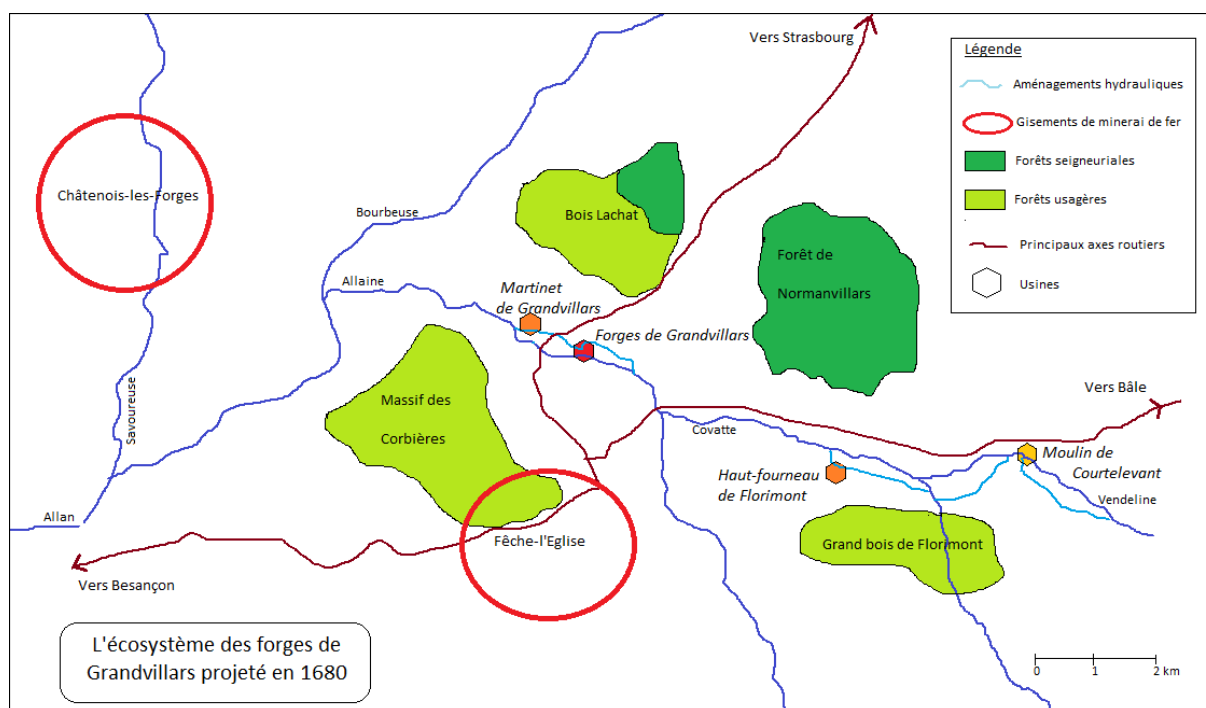 Vers Strasbourg
Légende
Aménagements hydrauliques
Gisements de minerai de fer
Forêts seigneuriales
Forêts usagères
Principaux axes routiers
Usines
Châtenois-les-Forges
Bourbeuse
Bois Lachat
Forêt de
Normanvillars
Allaine
Martinet
de Grandvillars
Forges de Grandvillars
Savoureuse
Massif des
Corbières
Vers Bâle
Covatte
Haut-fourneau
de Florimont
Moulin de
Courtelevant
Vendeline
Allan
Fêche-l'Eglise
Grand bois de Florimont
Vers Besançon
L'écosystème des forges de
Grandvillars projeté en 1680
0 1 2 km